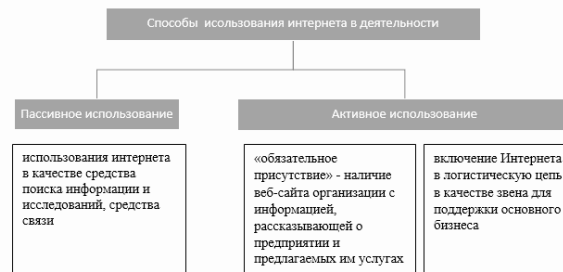 Способы исользования интернета в деятельности
Пассивное использование
Активное использование
использования интернета
в качестве средства
поиска информации и
исследований, средства
связи
«обязательное
присутствие» - наличие
веб-сайта организации с
информацией,
рассказывающей о
предприятии и
предлагаемых им услугах
включение Интернета
в логистическую цепь
в качестве звена для
поддержки основного
бизнеса